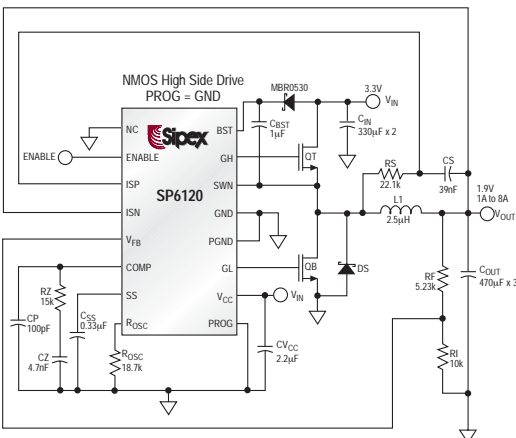 NMOS High Side Drive
PROG = GND
MBR0530
3.3V
VIN
CBST
1µF
CIN
330µF x 2
NC
Sipex
BST
ENABLE
ENABLE
GH
QT
RS
22.1k
CS
39nF
ISP
SP6120
SWN
1.9V
1A to 8A
VOUT
ISN
GND
L1
2.5µH
VFB
PGND
COMP
GL
QB
DS
RF
5.23k
COUT
470µF x 3
RZ
15k
CSS
0.33µF
SS
VCC
VIN
CP
100pF
ROSC
PROG
CZ
4.7nF
ROSC
18.7k
CVCC
2.2µF
RI
10k